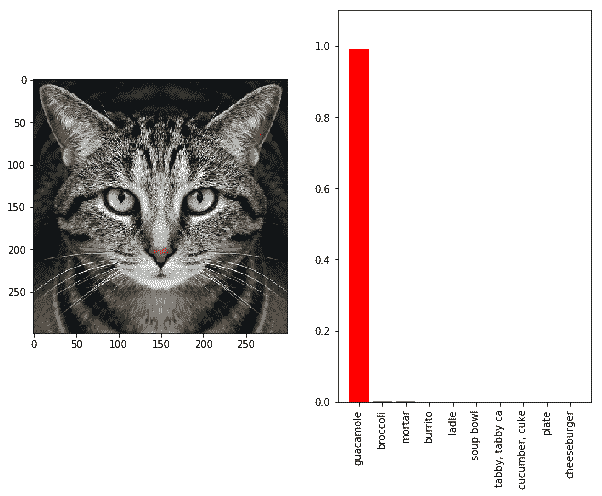 0
50
100
150
200
250
0
50
100
150
200
250
1.0
0.8
0.6
0.4
0.2
0.0
guacamole
broccoli
mortar
burrito
ladle
soup bowl
tabby, tabby ca
cucumber, cuke
plate
cheeseburger